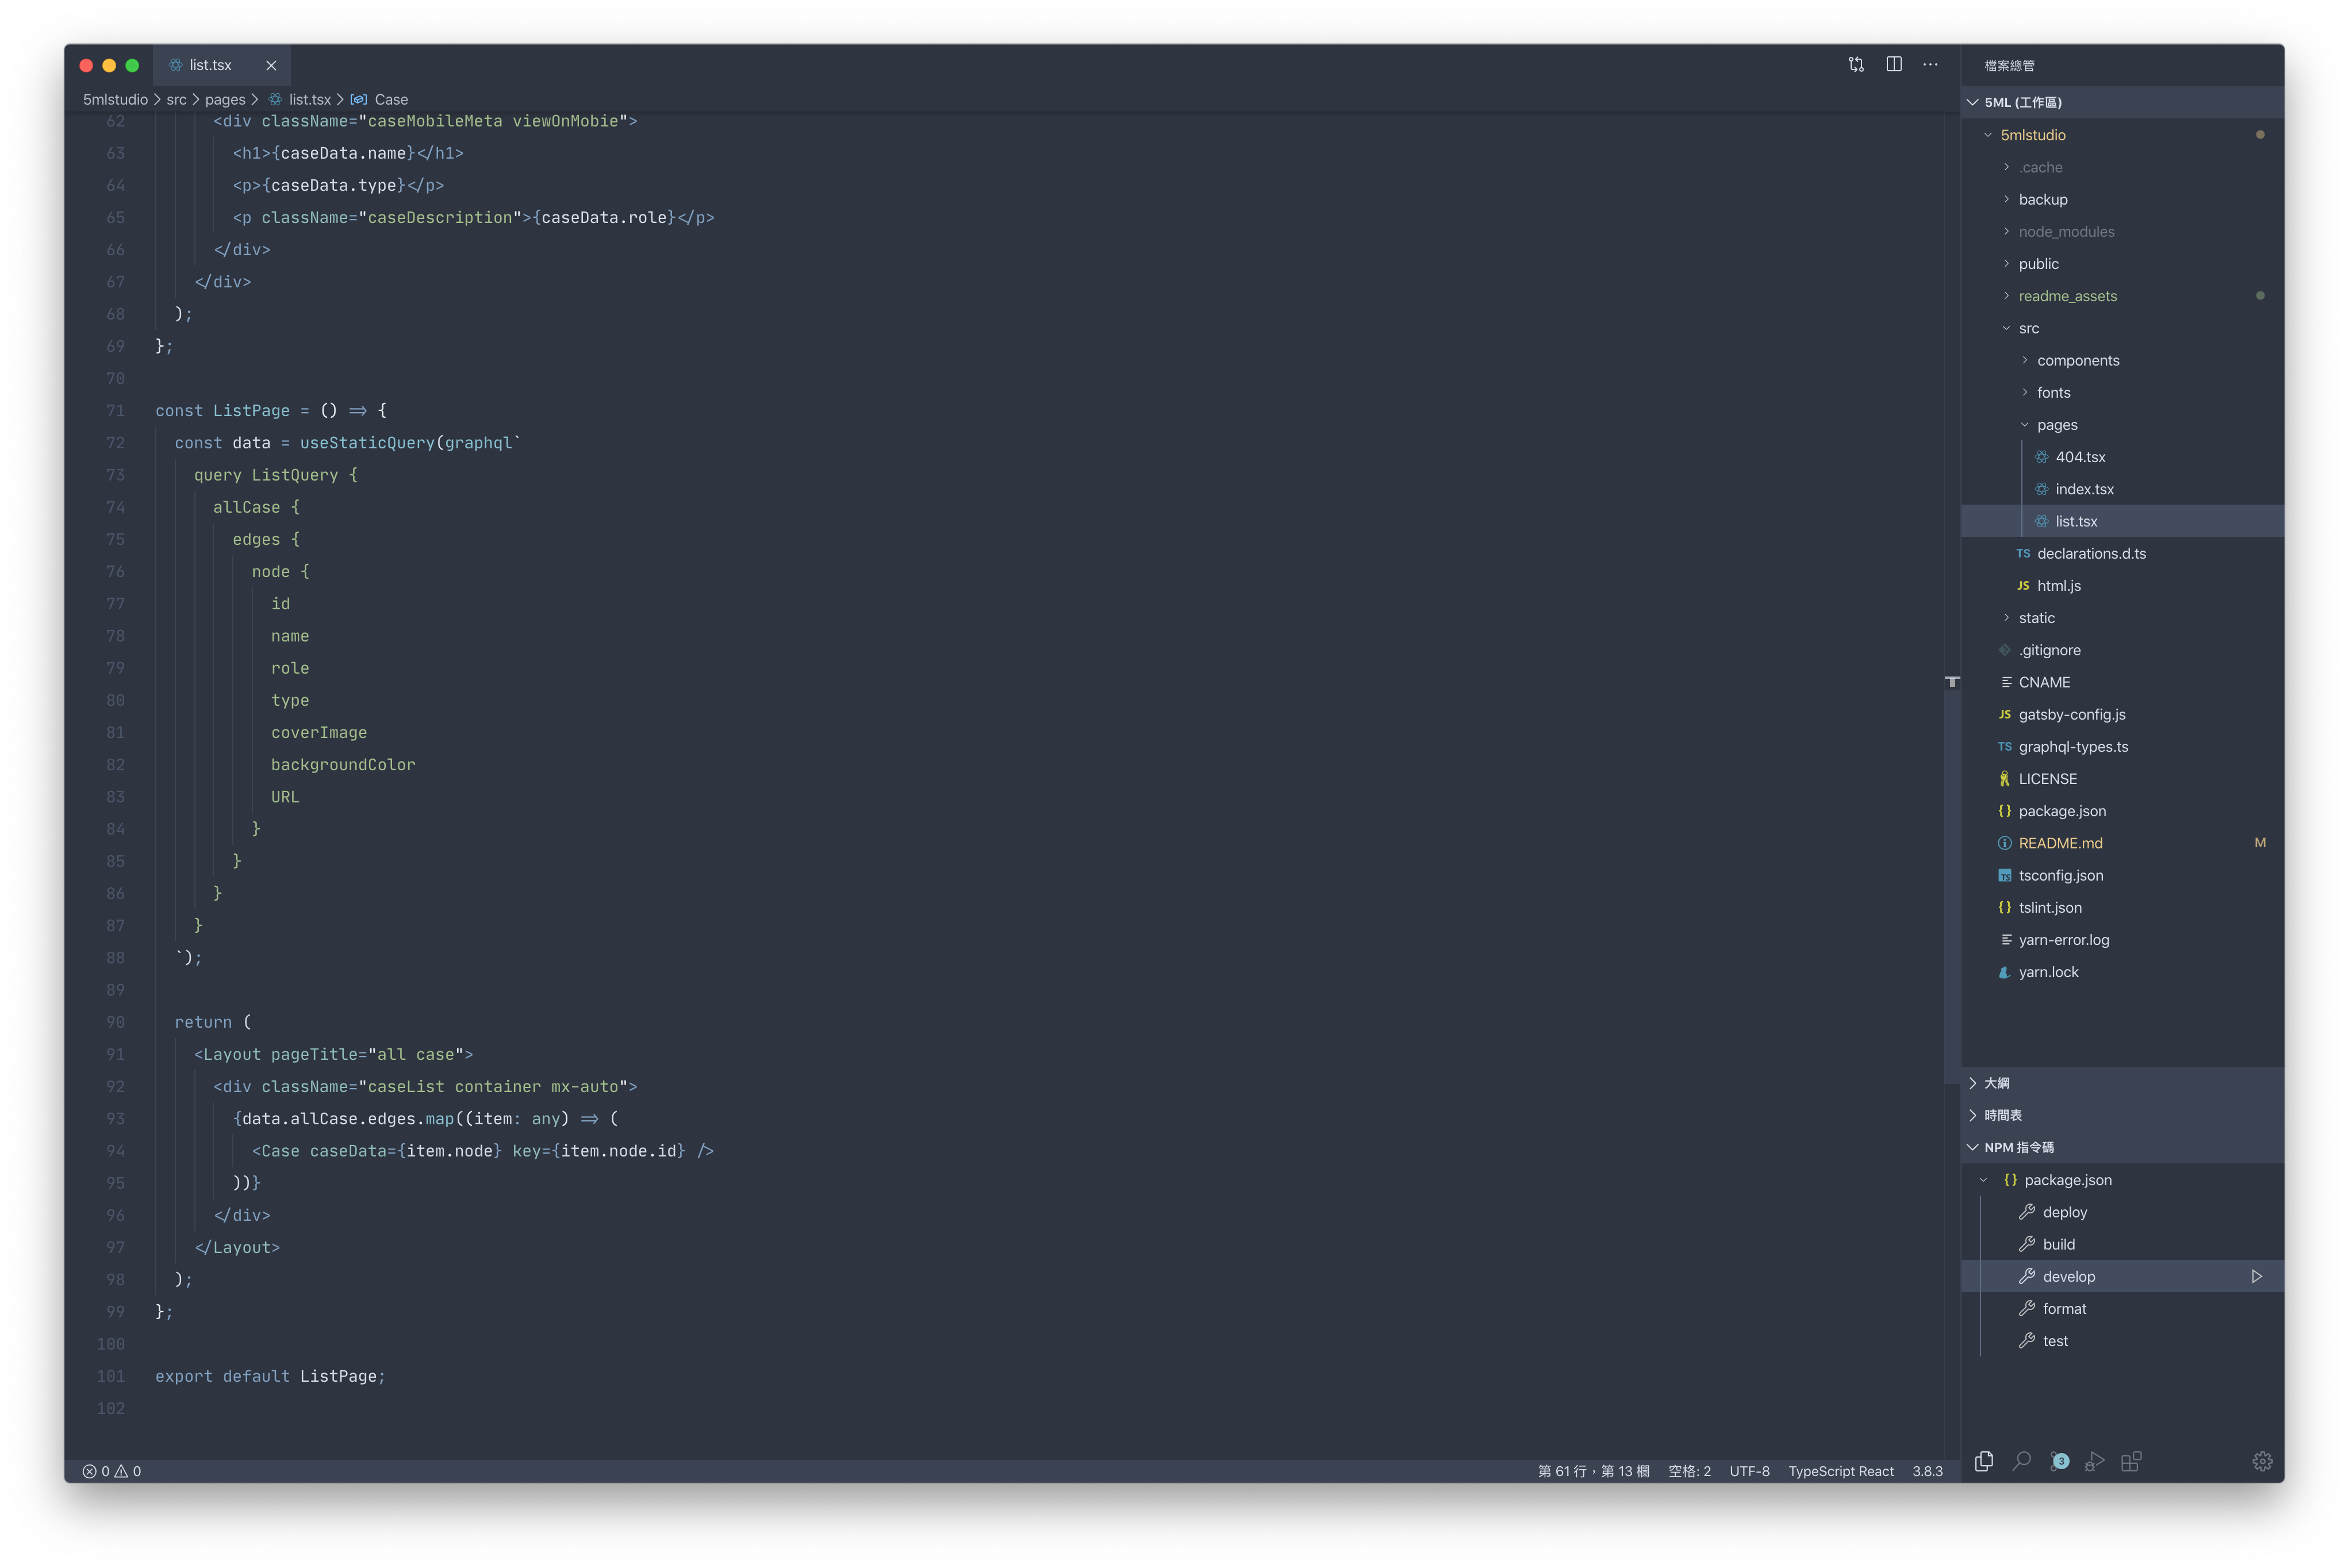 list.tsx
5mlstudio > src > pages > list.tsx > Case
62 <div className="caseMobileMeta viewOnMobie">
63 <h1>{caseData.name}</h1>
64 <p>{caseData.type}</p>
65 <p className="caseDescription">{caseData.role}</p>
66 </div>
67 </div>
68 );
69 };
70
71 const ListPage = () => {
72 const data = useStaticQuery(graphql`
73 query ListQuery {
74 allCase {
75 edges {
76 node {
77 id
78 name
79 role
80 type
81 coverImage
82 backgroundColor
83 URL
84 }
85 }
86 }
87 }
88 `);
89
90 return (
91 <Layout pageTitle="all case">
92 <div className="caseList container mx-auto">
93 {data.allCase.edges.map((item: any) => (
94 <Case caseData={item.node} key={item.node.id} />
95 ))}
96 </div>
97 </Layout>
98 );
99 };
100
101 export default ListPage;
102
0 0
第 61 行，第 13 欄 空格: 2 UTF-8 TypeScript React 3.8.3
檔案總管
5ML (工作區)
5mlstudio
.cache
backup
node_modules
public
readme_assets
src
components
fonts
pages
404.tsx
index.tsx
list.tsx
TS declarations.d.ts
JS html.js
static
.gitignore
CNAME
JS gatsby-config.js
TS graphql-types.ts
LICENSE
{} package.json
README.md M
TS tsconfig.json
{} tslint.json
yarn-error.log
yarn.lock
大綱
時間表
NPM 指令碼
{} package.json
deploy
build
develop
format
test
3